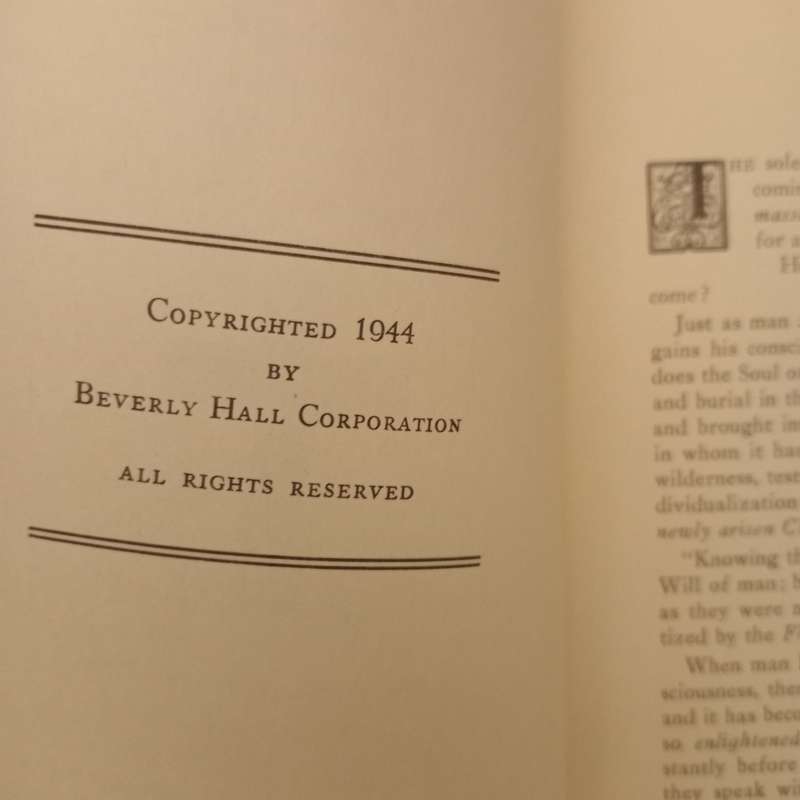 COPYRIGHTED 1944
BY
BEVERLY HALL CORPORATION
ALL RIGHTS RESERVED
THE sole
comin
for a
H
come?
Just as man
gains his consci
does the Soul o
and burial in th
and brought in
in whom it ha
wilderness, test
dividualization,
newly arisen C
"Knowing th
Will of man; b
as they were a
tized by the F
When man
sciousness, the
and it has beco
so enlightened
stantly before
they speak wi